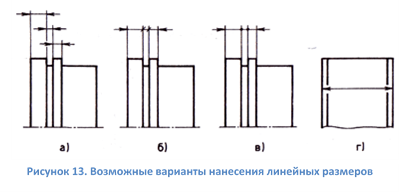 а) б) в) г)
Рисунок 13. Возможные варианты нанесения линейных размеров